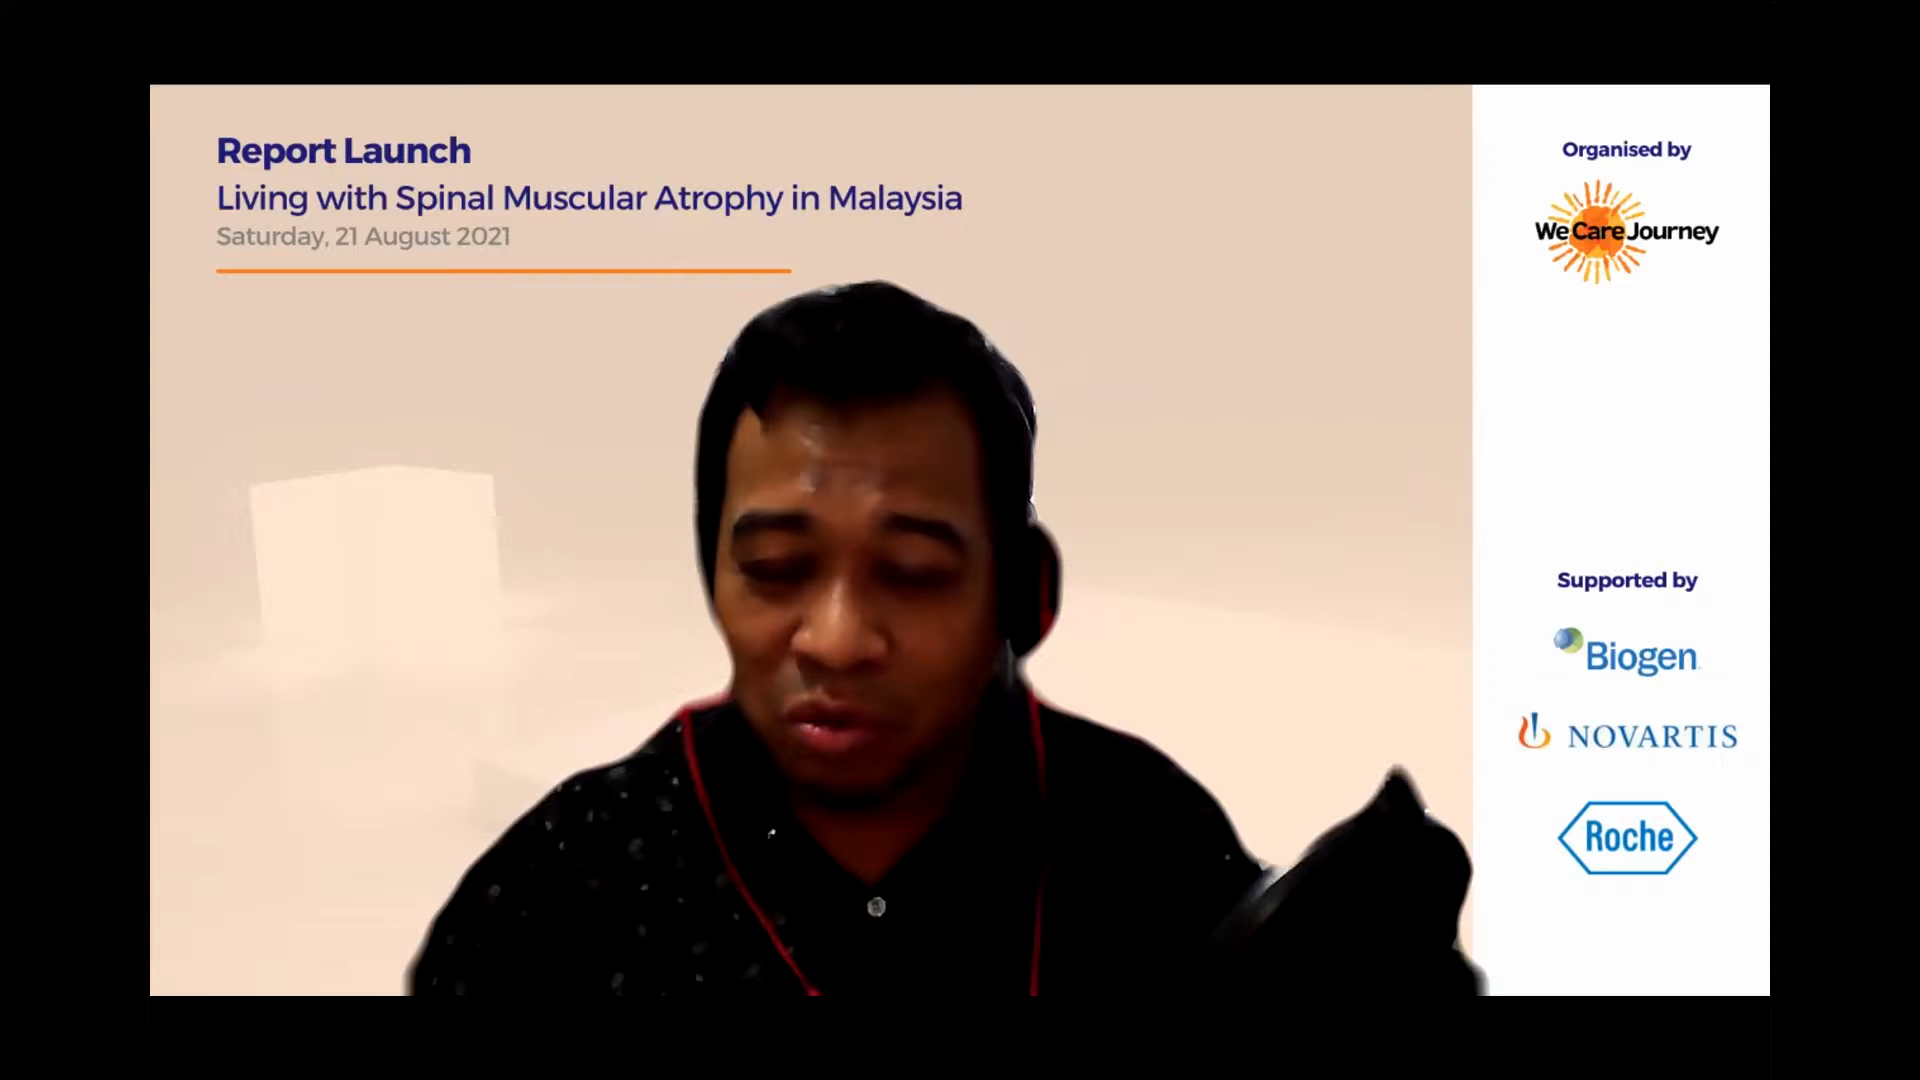 Report Launch
Living with Spinal Muscular Atrophy in Malaysia
Saturday, 21 August 2021
Organised by
We Care Journey
Supported by
Biogen
NOVARTIS
Roche